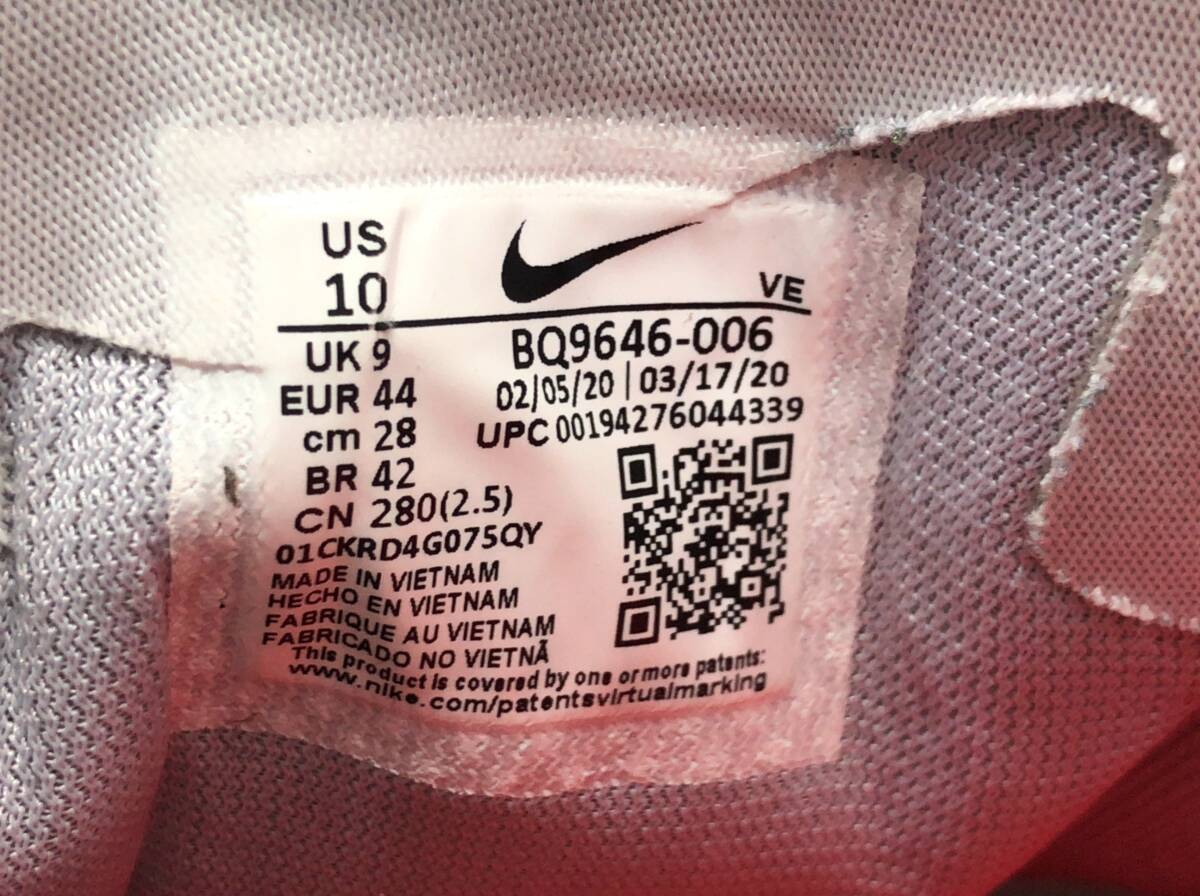 US
10
VE
UK 9
EUR 44
cm 28
BR 42
CN 280(2.5)
BQ9646-006
02/05/20 | 03/17/20
UPC 00194276044339
01CKRD4G075QY
MADE IN VIETNAM
HECHO EN VIETNAM
FABRIQUE AU VIETNAM
FABRICADO NO VIETNÃ
This product is covered by one or more patents:
www.nike.com/patentsvirtualmarking